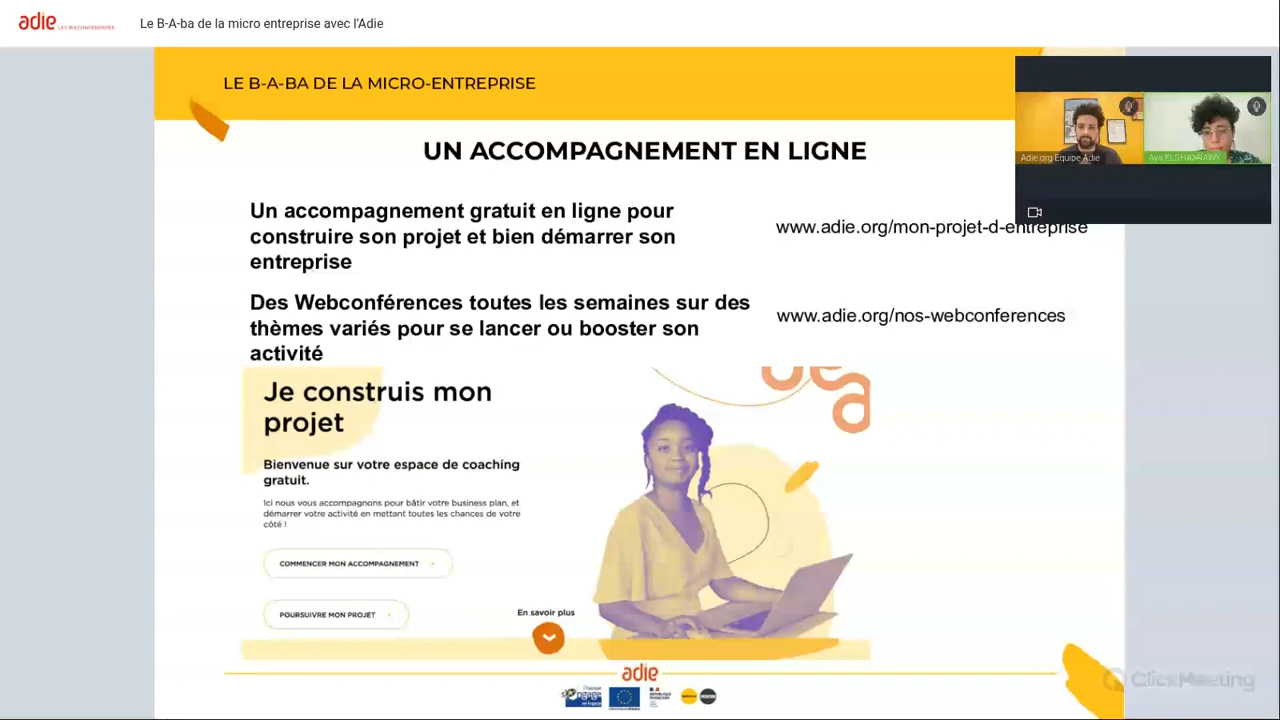 adie
Le B-A-ba de la micro entreprise avec l'Adie
LE B-A-BA DE LA MICRO-ENTREPRISE
UN ACCOMPAGNEMENT EN LIGNE
Un accompagnement gratuit en ligne pour
construire son projet et bien démarrer son
entreprise
www.adie.org/mon-projet-d-entreprise
Des Webconférences toutes les semaines sur des
thèmes variés pour se lancer ou booster son
activité
www.adie.org/nos-webconferences
Adie.org Equipe Adie
Je construis mon
projet
Bienvenue sur votre espace de coaching
gratuit.
Ici nous vous accompagnons pour bâtir votre business plan, et
démarrer votre activité en mettant toutes les chances de votre
côté !
COMMENCER MON ACCOMPAGNEMENT
POURSUIVRE MON PROJET
En savoir plus
adie
ClickMeeting